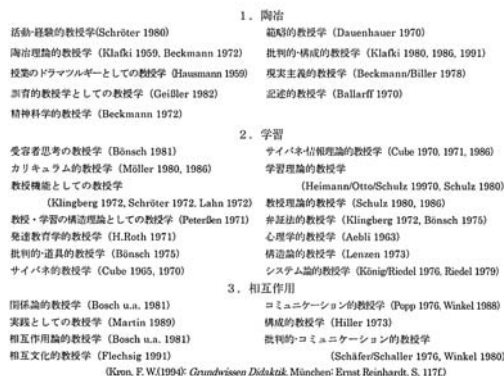 1. 陶冶
活動・経験的教授学(Schröter 1980)
陶冶理論的教授学 (Klafki 1959, Beckmann 1972)
授業のドラマツルギーとしての教授学 (Hausmann 1959)
訓育的教授学としての教授学 (Geißler 1982)
精神科学的教授学 (Beckmann 1972)
範疇的教授学 (Dauenhauer 1970)
批判的・構成的教授学 (Klafki 1980, 1986, 1991)
現実主義的教授学 (Beckmann/Biller 1978)
記述的教授学 (Ballarff 1970)
2. 学習
受容者思考の教授学 (Bönsch 1981)
カリキュラム的教授学 (Möller 1980, 1986)
教授機能としての教授学
(Klingberg 1972, Schröter 1972, Lahn 1972)
教授・学習の構造理論としての教授学 (Peterßen 1971)
発達教育学的教授学 (H.Roth 1971)
批判的・道具的教授学 (Bönsch 1975)
サイバネ的教授学 (Cube 1965, 1970)
サイバネ・情報理論的教授学 (Cube 1970, 1971, 1986)
学習理論的教授学
(Heimann/Otto/Schulz 19970, Schulz 1980)
教授理論的教授学 (Schulz 1980, 1986)
弁証法的教授学 (Klingberg 1972, Bönsch 1975)
心理学的教授学 (Aebli 1963)
構造論的教授学 (Lenzen 1973)
システム論的教授学 (König/Riedel 1976, Riedel 1979)
3. 相互作用
関係論的教授学 (Bosch u.a. 1981)
実践としての教授学 (Martin 1989)
相互作用論的教授学 (Bosch u.a. 1981)
相互文化的教授学 (Flechsig 1991)
コミュニケーション的教授学 (Popp 1976, Winkel 1988)
構成的教授学 (Hiller 1973)
批判的・コミュニケーション的教授学
(Schäfer/Schaller 1976, Winkel 1980)
(Kron, F. W.(1994): Grundwissen Didaktik. München: Ernst Reinhardt, S. 117f.)